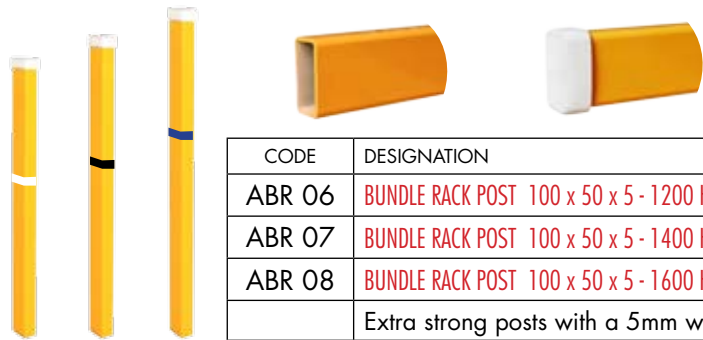 CODE DESIGNATION
ABR 06 BUNDLE RACK POST 100 x 50 x 5 - 1200
ABR 07 BUNDLE RACK POST 100 x 50 x 5 - 1400
ABR 08 BUNDLE RACK POST 100 x 50 x 5 - 1600
Extra strong posts with a 5mm